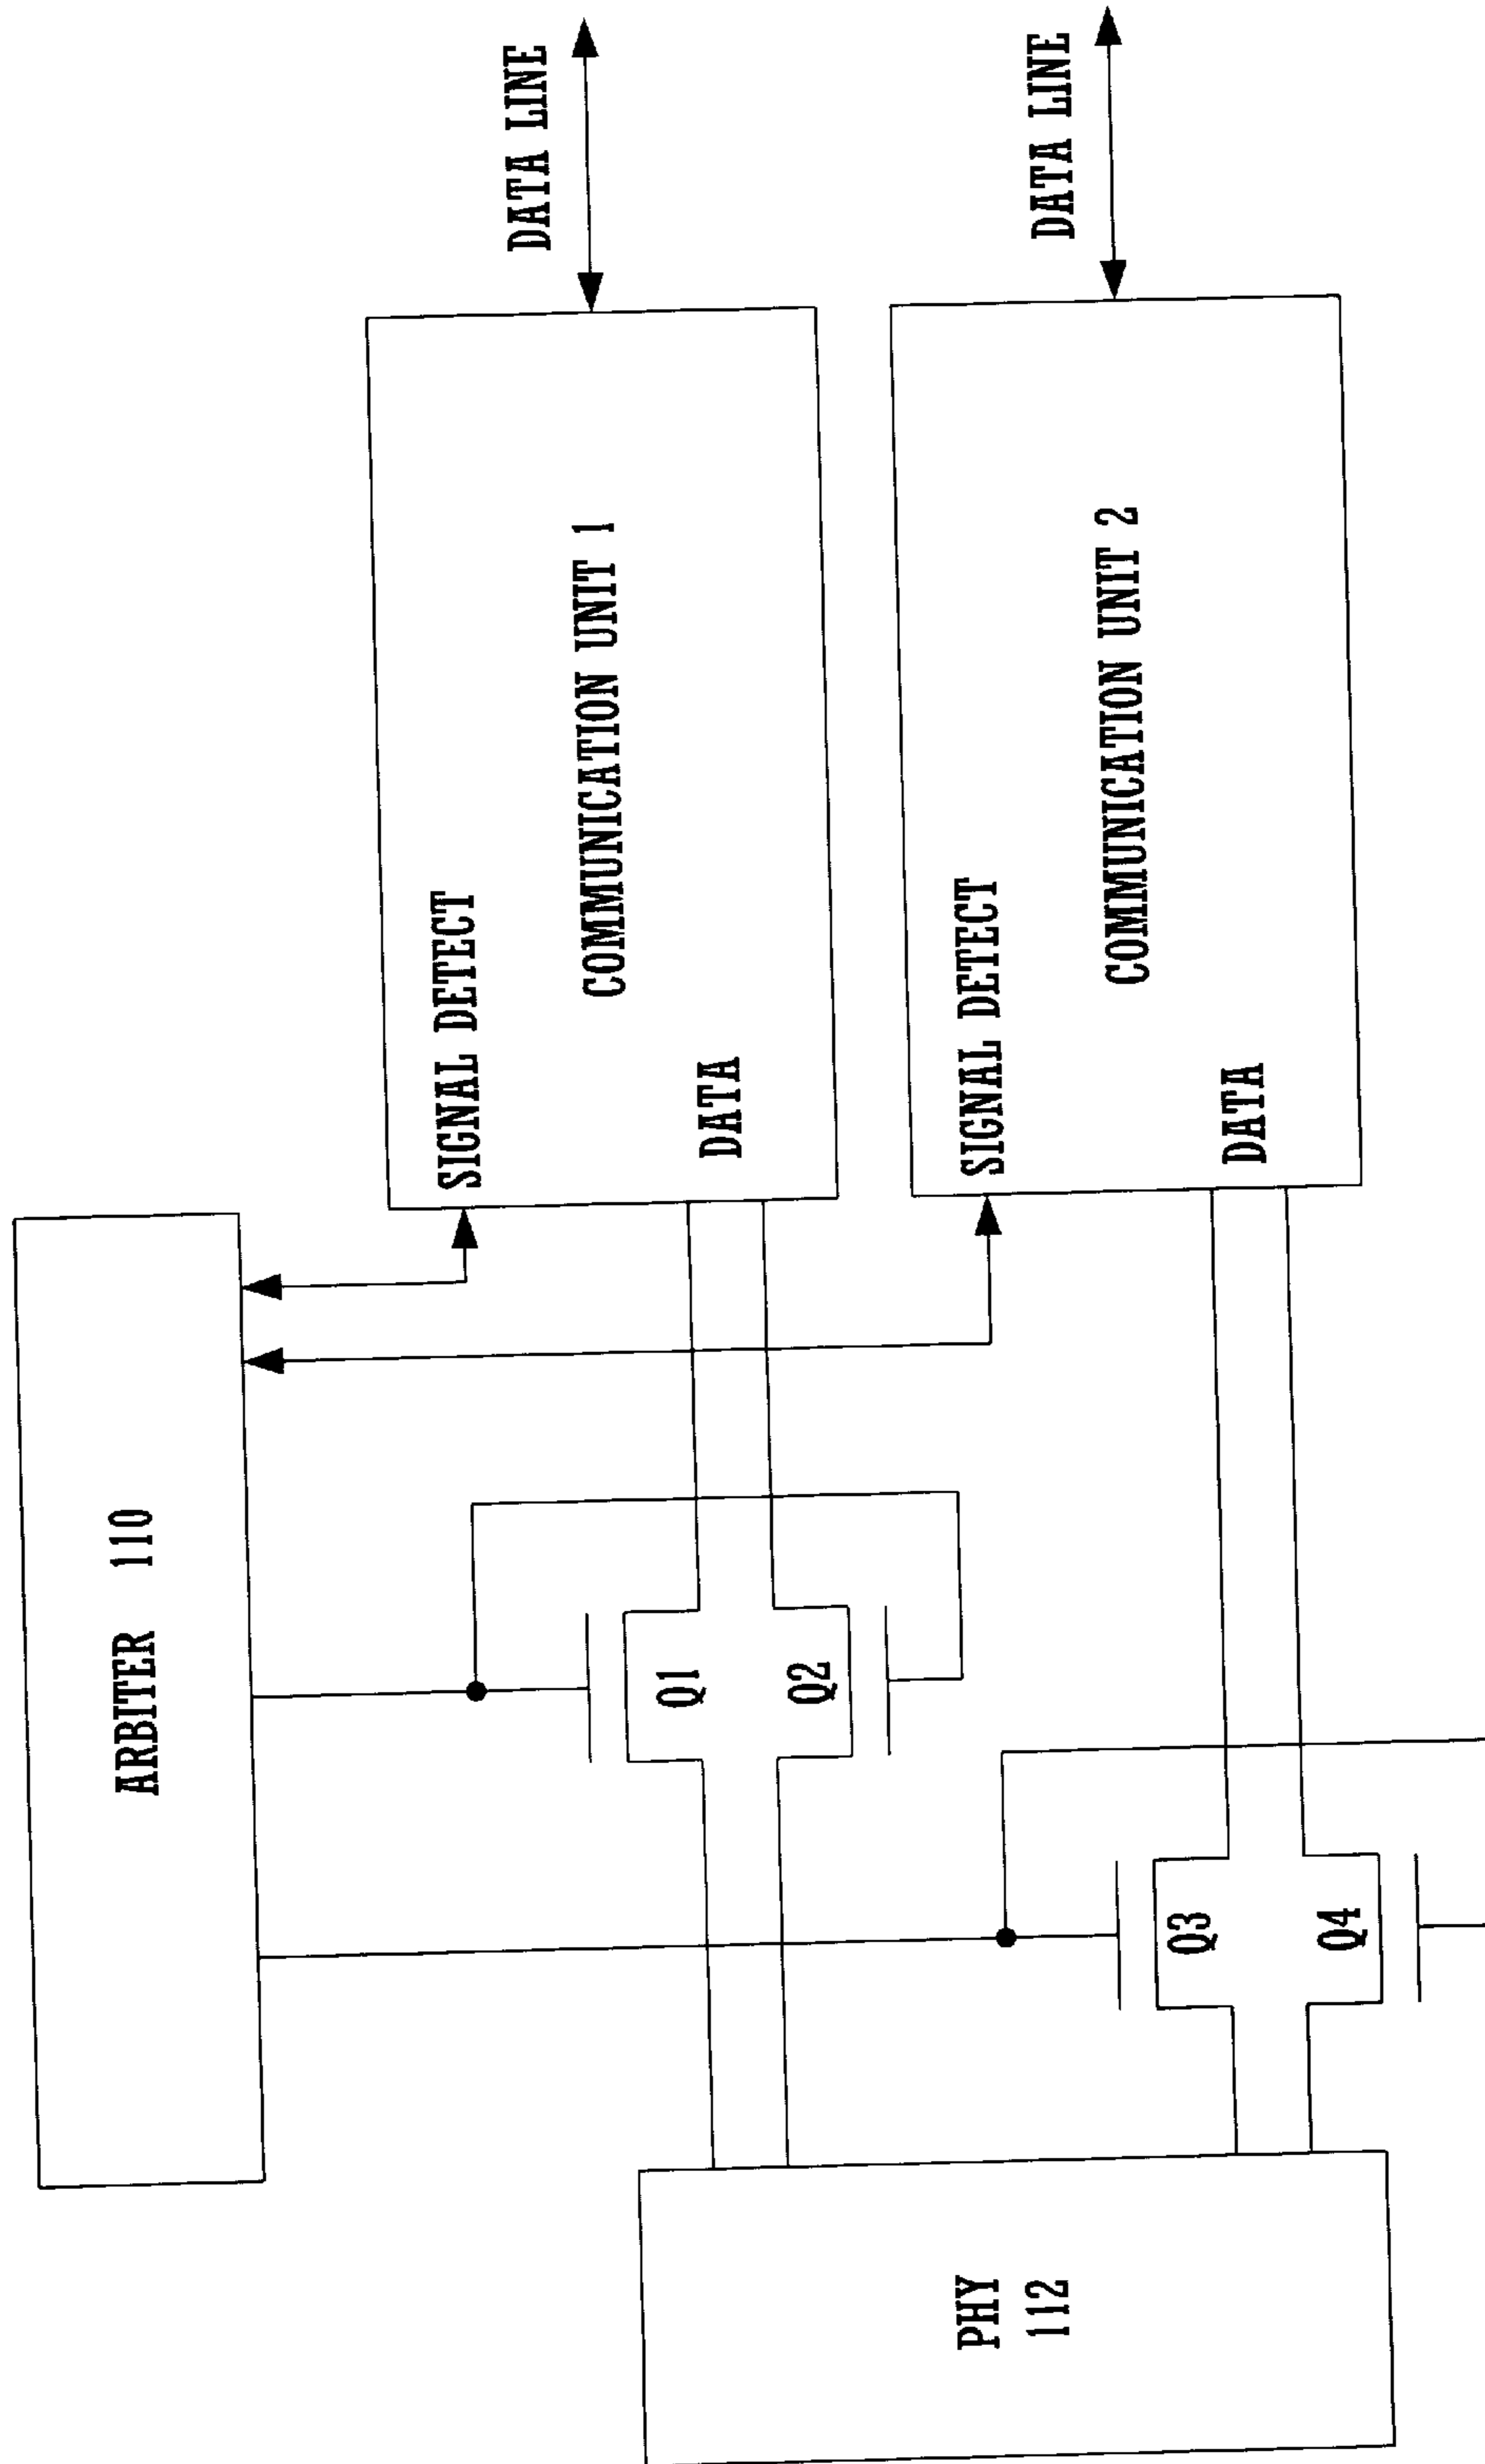 ARBITER 110
SIGNAL DETECT
DATA LINE
COMMUNICATION UNIT 1
Q1
DATA
Q2
SIGNAL DETECT
DATA LINE
PHY
112
COMMUNICATION UNIT 2
Q3
DATA
Q4